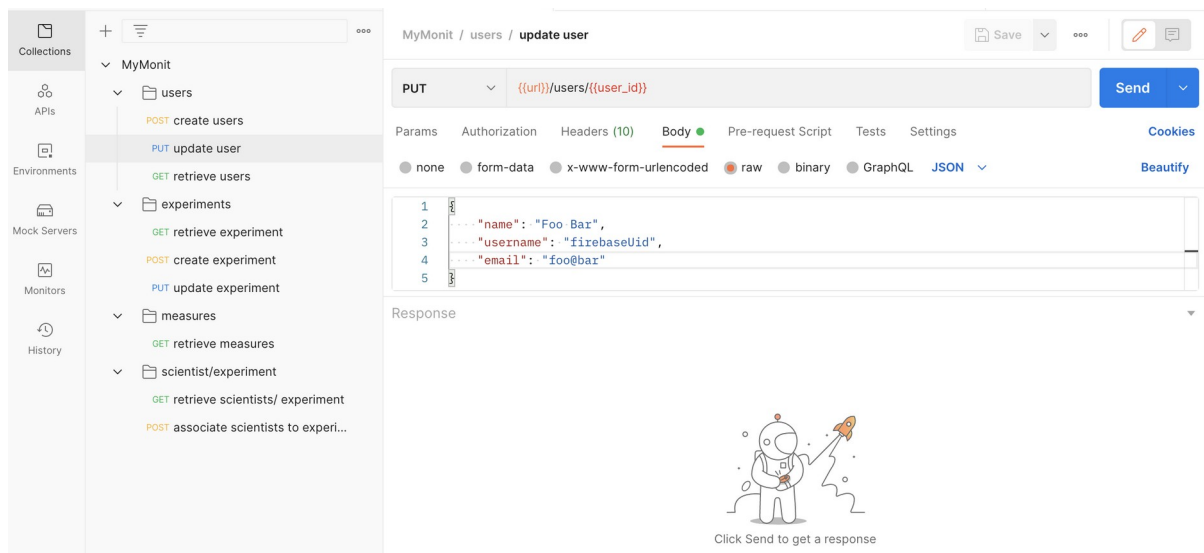 Collections
APIs
Environments
Mock Servers
Monitors
History
MyMonit
users
POST create users
PUT update user
GET retrieve users
experiments
GET retrieve experiment
POST create experiment
PUT update experiment
measures
GET retrieve measures
scientist/experiment
GET retrieve scientists/ experiment
POST associate scientists to experi...
MyMonit / users / update user
Save
PUT {{url}}/users/{{user_id}} Send
Params Authorization Headers (10) Body Pre-request Script Tests Settings Cookies
none form-data x-www-form-urlencoded raw binary GraphQL JSON Beautify
1 {
2 "name": "Foo Bar",
3 "username": "firebaseUid",
4 "email": "foo@bar"
5 }
Response
Click Send to get a response